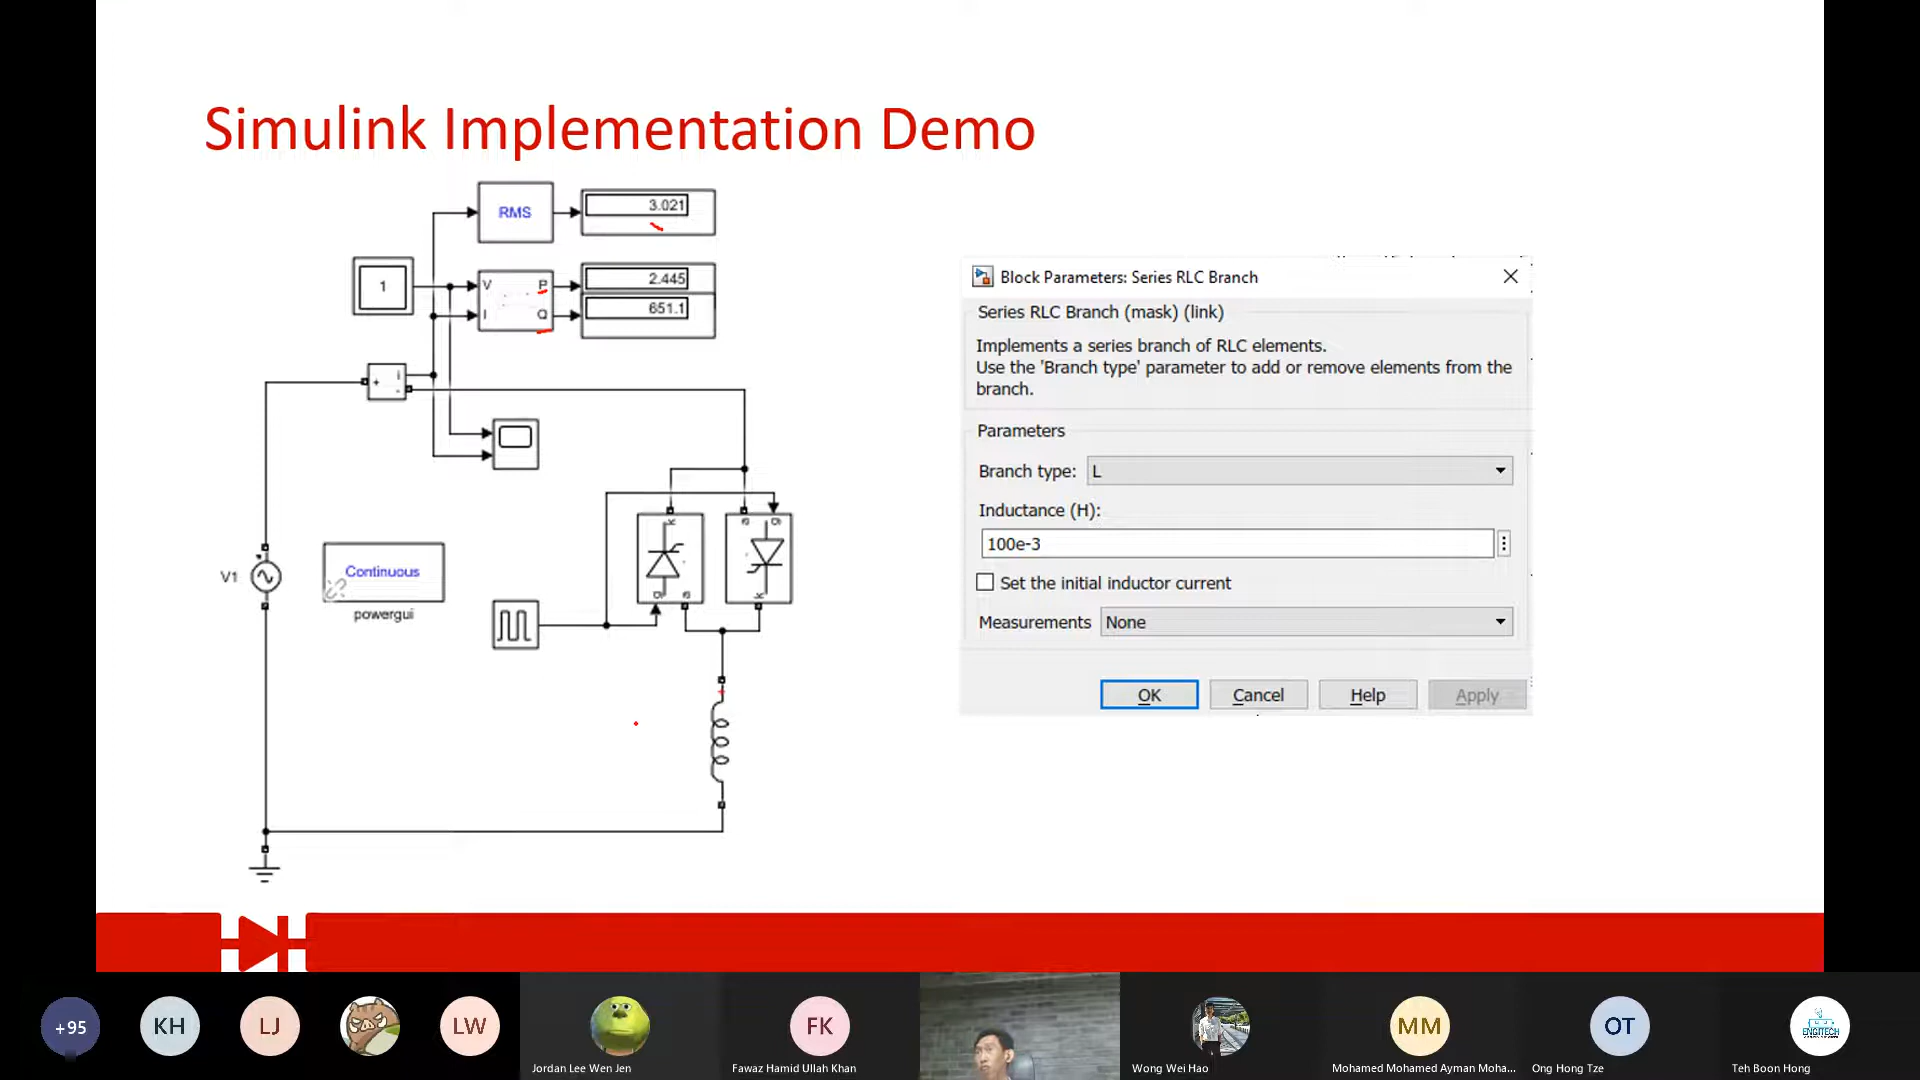 Simulink Implementation Demo
RMS
3.021
1
V
P
2.445
I
Q
651.1
+
i
-
Block Parameters: Series RLC Branch
Series RLC Branch (mask) (link)
Implements a series branch of RLC elements.
Use the 'Branch type' parameter to add or remove elements from the
branch.
Parameters
Branch type:
L
Inductance (H):
100e-3
Set the initial inductor current
Measurements
None
OK
Cancel
Help
Apply
k
a
g
g
a
k
V1
Continuous
powergui
+95
KH
LJ
LW
Jordan Lee Wen Jen
FK
Fawaz Hamid Ullah Khan
Wong Wei Hao
MM
Mohamed Mohamed Ayman Moha...
OT
Ong Hong Tze
ENGITECH
Teh Boon Hong